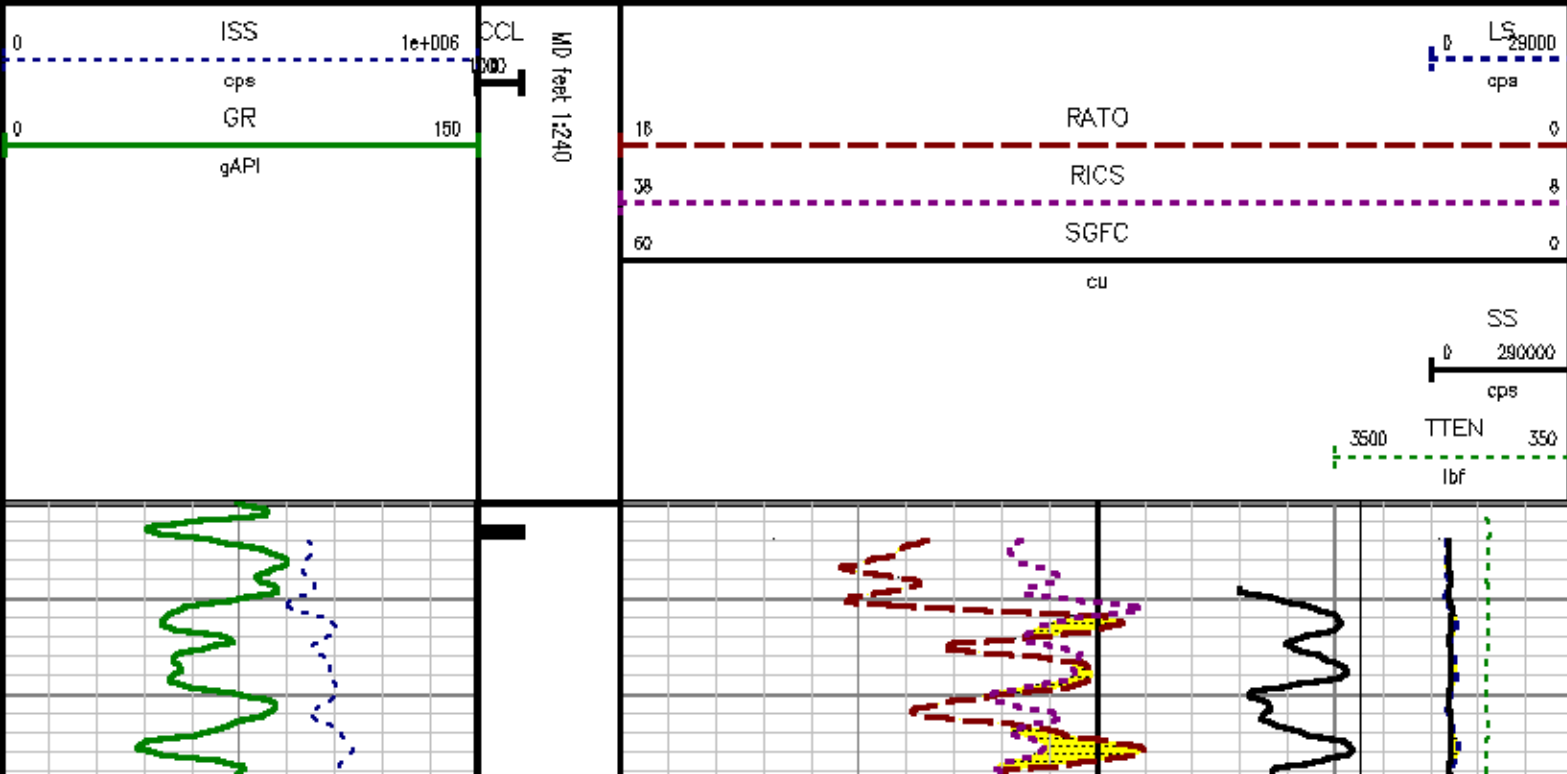 ISS
0 1e+006
cps
GR
0 150
gAPI
CCL
MD feet 1:240
LS
0 29000
cps
RATO
16 0
RICS
38 8
SGFC
60 0
cu
SS
0 290000
cps
TTEN
3500 350
lbf